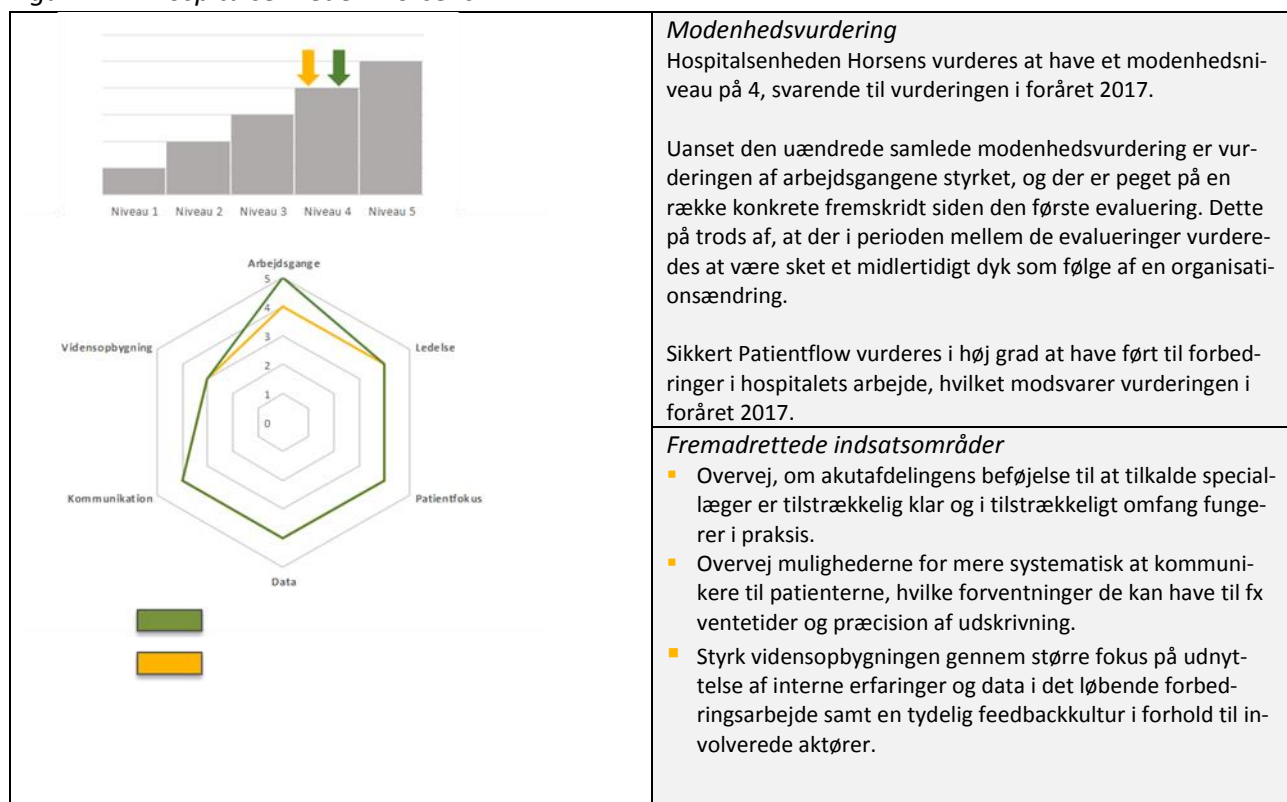 Niveau 1 Niveau 2 Niveau 3 Niveau 4 Niveau 5
Arbejdsgange
5
4
3
2
1
0
Vidensopbygning
Ledelse
Kommunikation
Patientfokus
Data
Modenhedsvurdering
Hospitalsenheden Horsens vurderes at have et modenhedsni-
veau på 4, svarende til vurderingen i foråret 2017.
Uanset den uændrede samlede modenhedsvurdering er vur-
deringen af arbejdsgangene styrket, og der er peget på en
række konkrete fremskridt siden den første evaluering. Dette
på trods af, at der i perioden mellem de evalueringer vurdere-
des at være sket et midlertidigt dyk som følge af en organisati-
onsændring.
Sikkert Patientflow vurderes i høj grad at have ført til forbed-
ringer i hospitalets arbejde, hvilket modsvarer vurderingen i
foråret 2017.
Fremadrettede indsatsområder
▪ Overvej, om akutafdelingens beføjelse til at tilkalde special-
læger er tilstrækkelig klar og i tilstrækkeligt omfang funge-
rer i praksis.
▪ Overvej mulighederne for mere systematisk at kommuni-
kere til patienterne, hvilke forventninger de kan have til fx
ventetider og præcision af udskrivning.
▪ Styrk vidensopbygningen gennem større fokus på udnyt-
telse af interne erfaringer og data i det løbende forbed-
ringsarbejde samt en tydelig feedbackkultur i forhold til in-
volverede aktører.